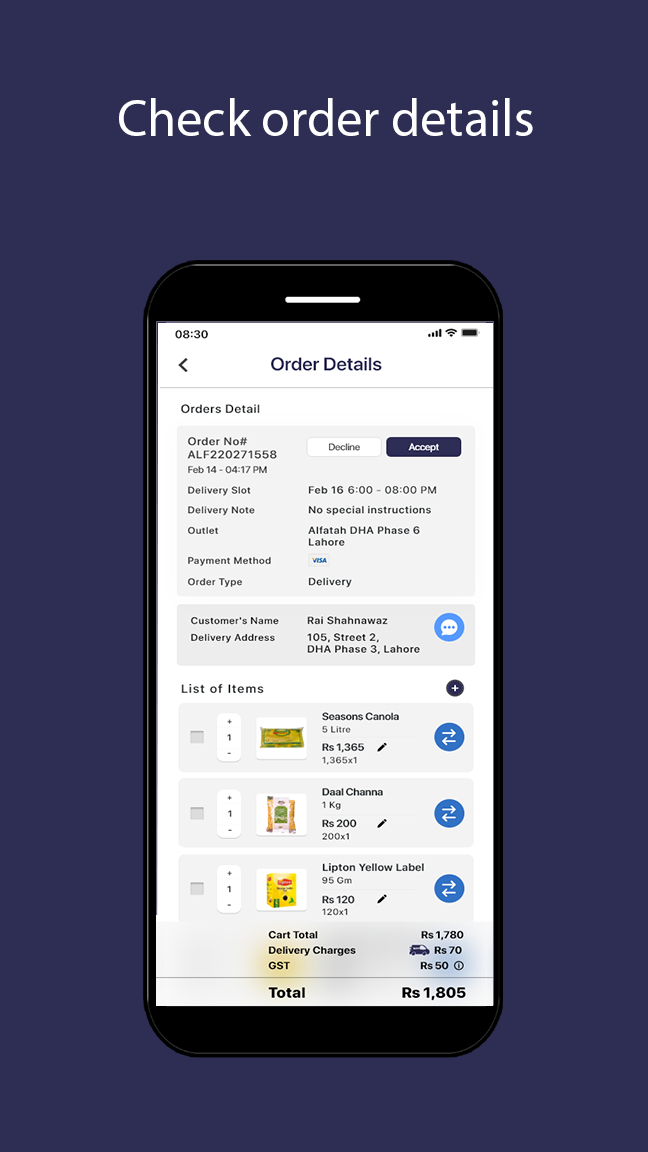 Check order details
08:30
Order Details
Orders Detail
Order No#
ALF220271558
Decline
Accept
Feb 14 - 04:17 PM
Delivery Slot Feb 16 6:00 - 08:00 PM
Delivery Note No special instructions
Outlet Alfatah DHA Phase 6
Lahore
Payment Method VISA
Order Type Delivery
Customer's Name Rai Shahnawaz
Delivery Address 105, Street 2,
DHA Phase 3, Lahore
List of Items +
+
1
-
Seasons Canola
5 Litre
Rs 1,365
1,365x1
+
1
-
Daal Channa
1 Kg
Rs 200
200x1
+
1
-
Lipton Yellow Label
95 Gm
Rs 120
120x1
Cart Total Rs 1,780
Delivery Charges Rs 70
GST Rs 50
Total Rs 1,805